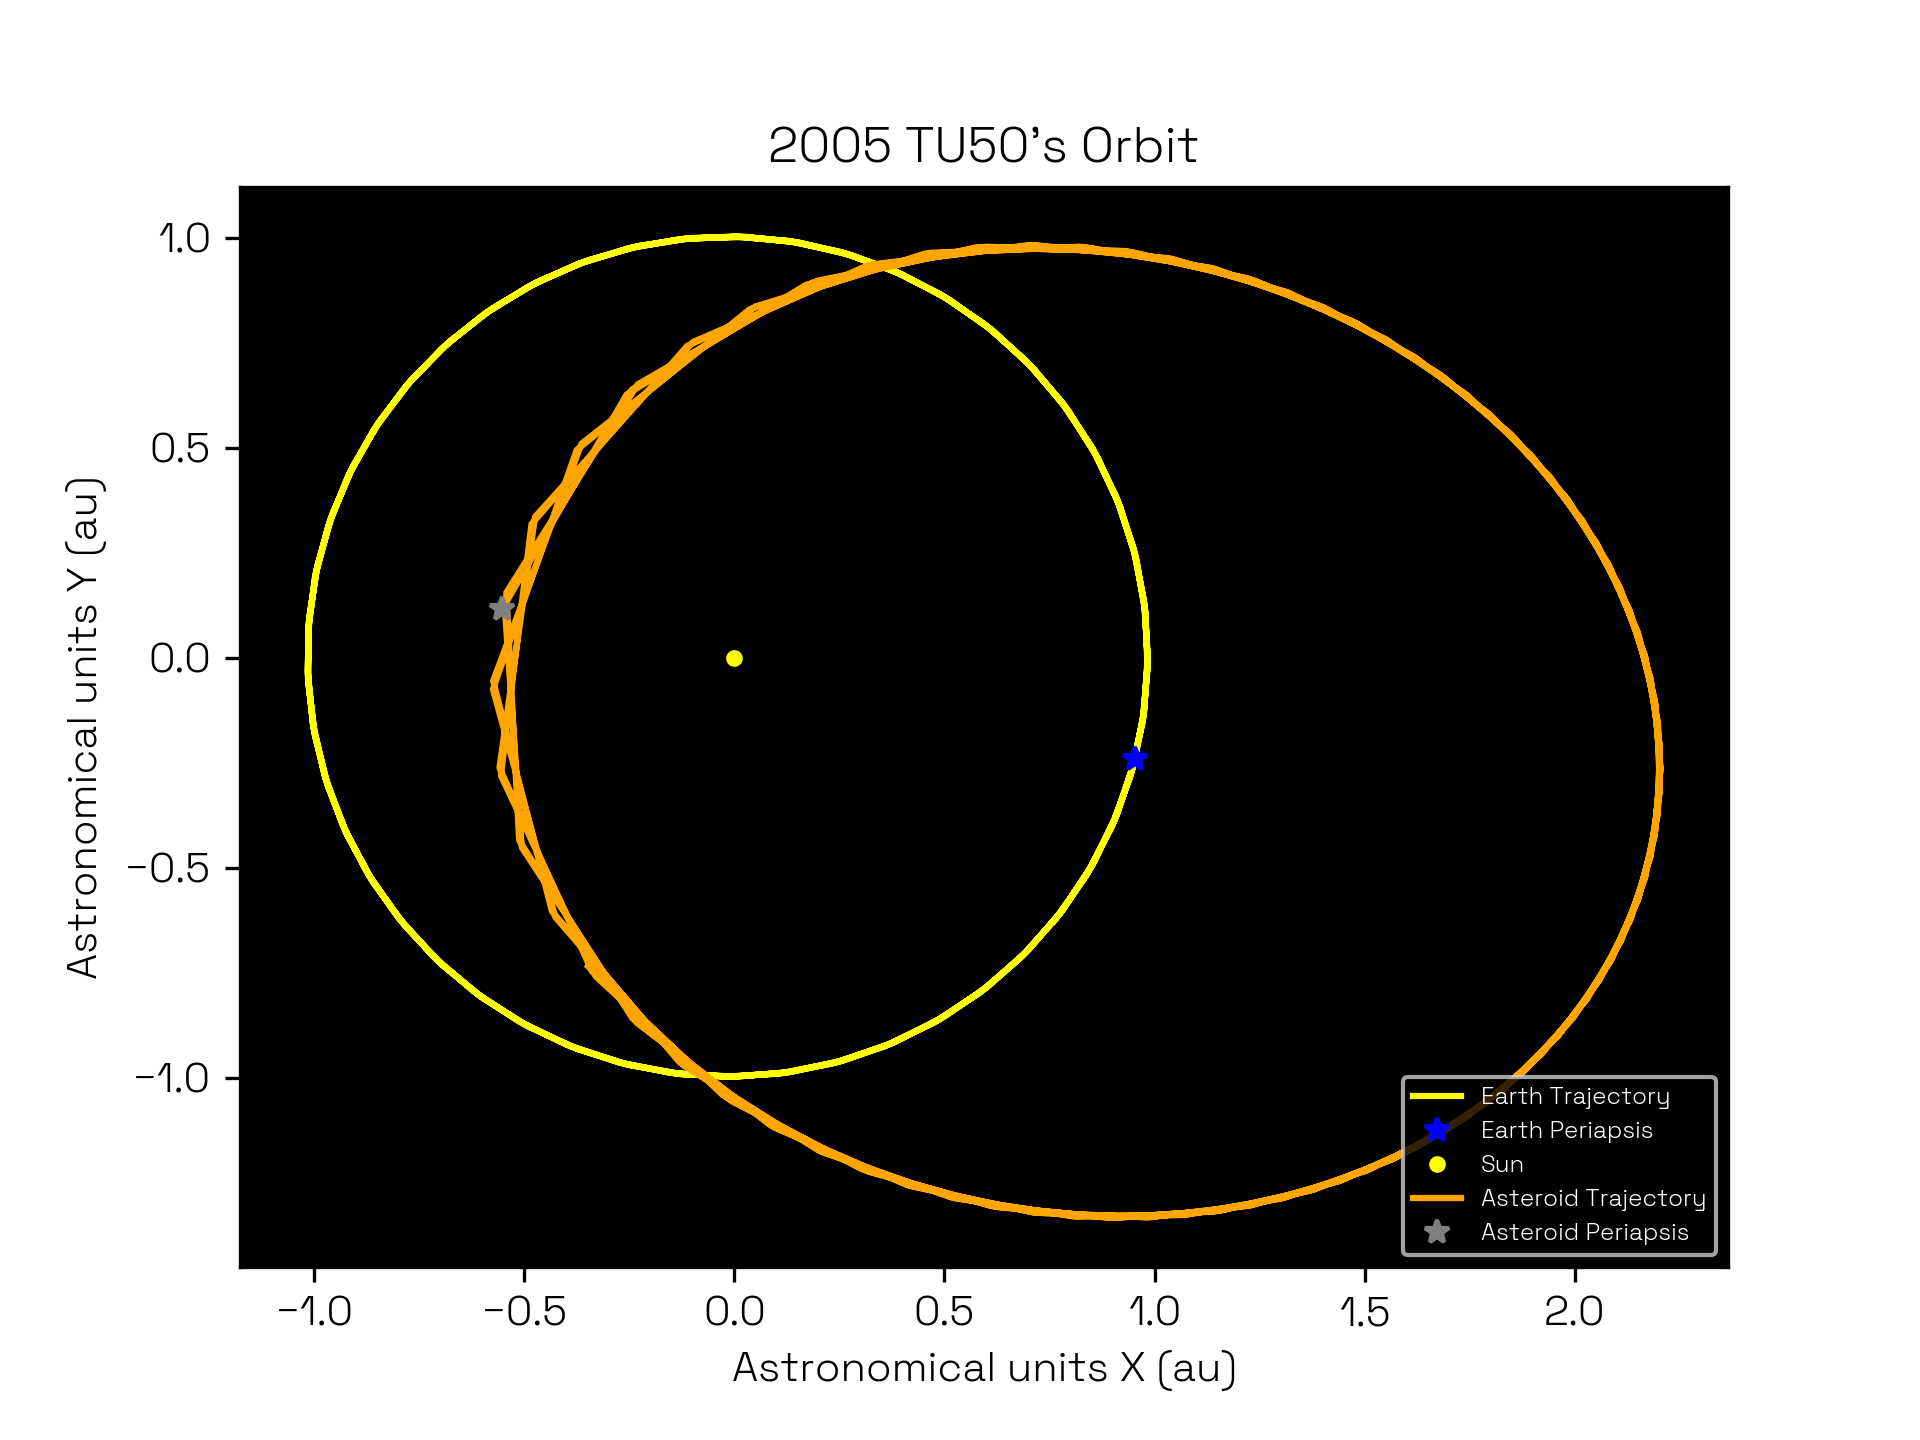 2005 TU50's Orbit
1.0
0.5
0.0
−0.5
−1.0
Astronomical units Y (au)
−1.0
−0.5
0.0
0.5
1.0
1.5
2.0
Astronomical units X (au)
Earth Trajectory
Earth Periapsis
Sun
Asteroid Trajectory
Asteroid Periapsis